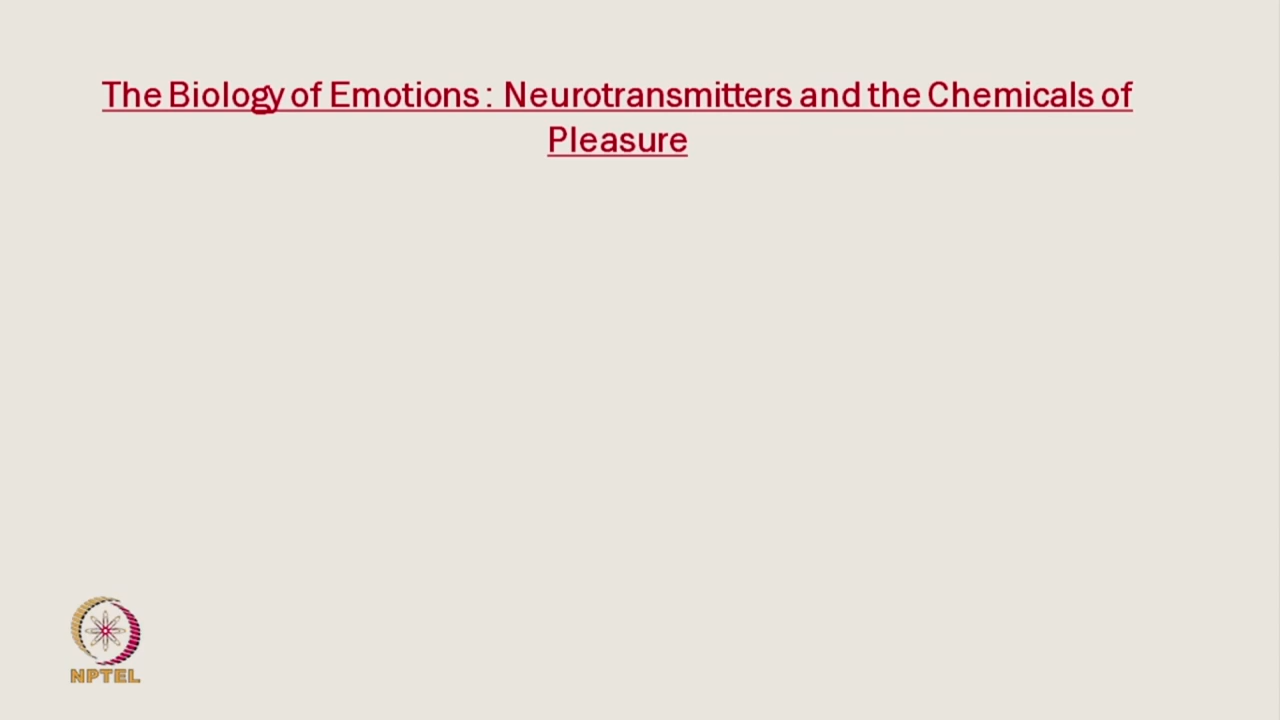 The Biology of Emotions : Neurotransmitters and the Chemicals of
Pleasure
NPTEL